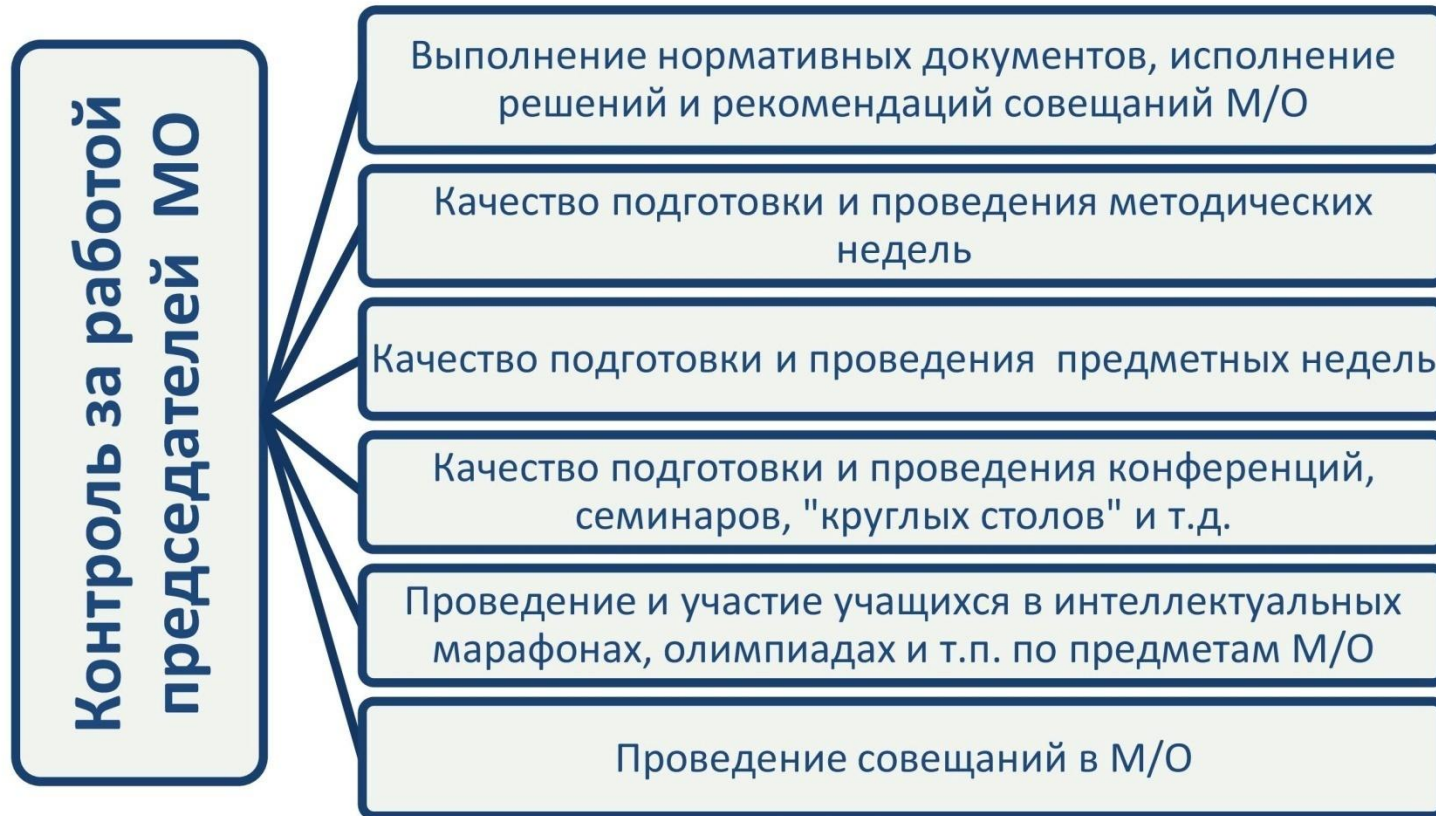 Контроль за работой
председателей МО
Выполнение нормативных документов, исполнение
решений и рекомендаций совещаний М/О
Качество подготовки и проведения методических
недель
Качество подготовки и проведения предметных недель
Качество подготовки и проведения конференций,
семинаров, "круглых столов" и т.д.
Проведение и участие учащихся в интеллектуальных
марафонах, олимпиадах и т.п. по предметам М/О
Проведение совещаний в М/О